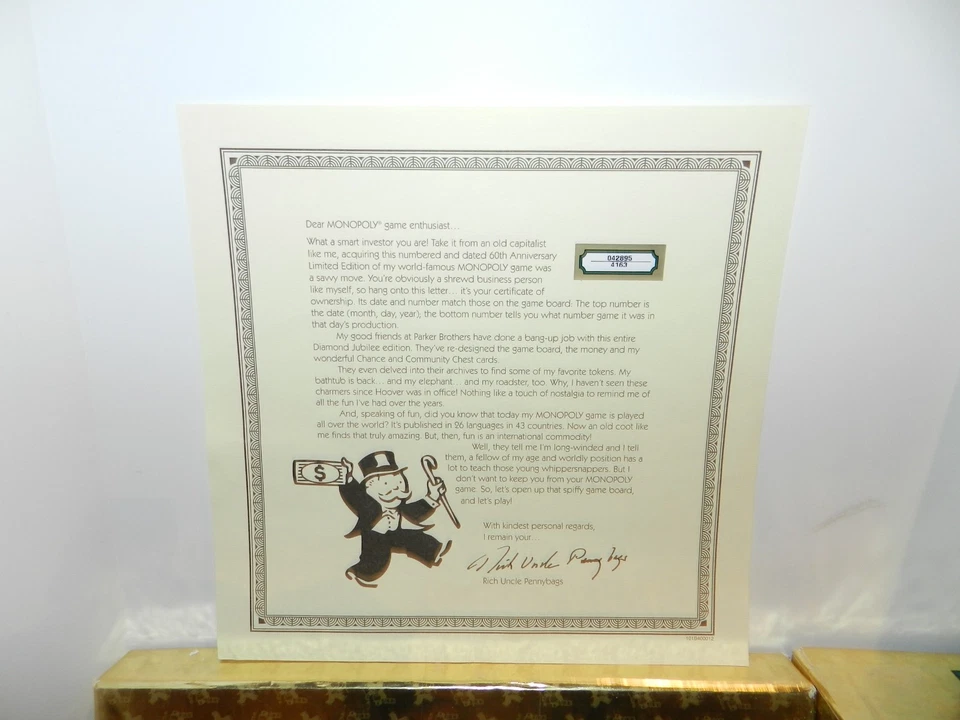 Dear MONOPOLY® game enthusiast...
What a smart investor you are! Take it from an old capitalist
like me, acquiring this numbered and dated 60th Anniversary
Limited Edition of my world-famous MONOPOLY game was
a savvy move. You're obviously a shrewd business person
like myself, so hang onto this letter... it's your certificate of
ownership. Its date and number match those on the game board: The top number is
the date (month, day, year); the bottom number tells you what number game it was in
that day's production.
042895
4163
My good friends at Parker Brothers have done a bang-up job with this entire
Diamond Jubilee edition. They've re-designed the game board, the money and my
wonderful Chance and Community Chest cards.
They even delved into their archives to find some of my favorite tokens. My
bathtub is back... and my elephant... and my roadster, too. Why, I haven't seen these
charmers since Hoover was in office! Nothing like a touch of nostalgia to remind me of
all the fun I've had over the years.
And, speaking of fun, did you know that today my MONOPOLY game is played
all over the world? It's published in 26 languages in 43 countries. Now an old coot like
me finds that truly amazing. But, then, fun is an international commodity!
Well, they tell me I'm long-winded and I tell
them, a fellow of my age and worldly position has a
lot to teach those young whippersnappers. But I
don't want to keep you from your MONOPOLY
game. So, let's open up that spiffy game board,
and let's play!
$
With kindest personal regards,
I remain your...
Rich Uncle Pennybags
Rich Uncle Pennybags